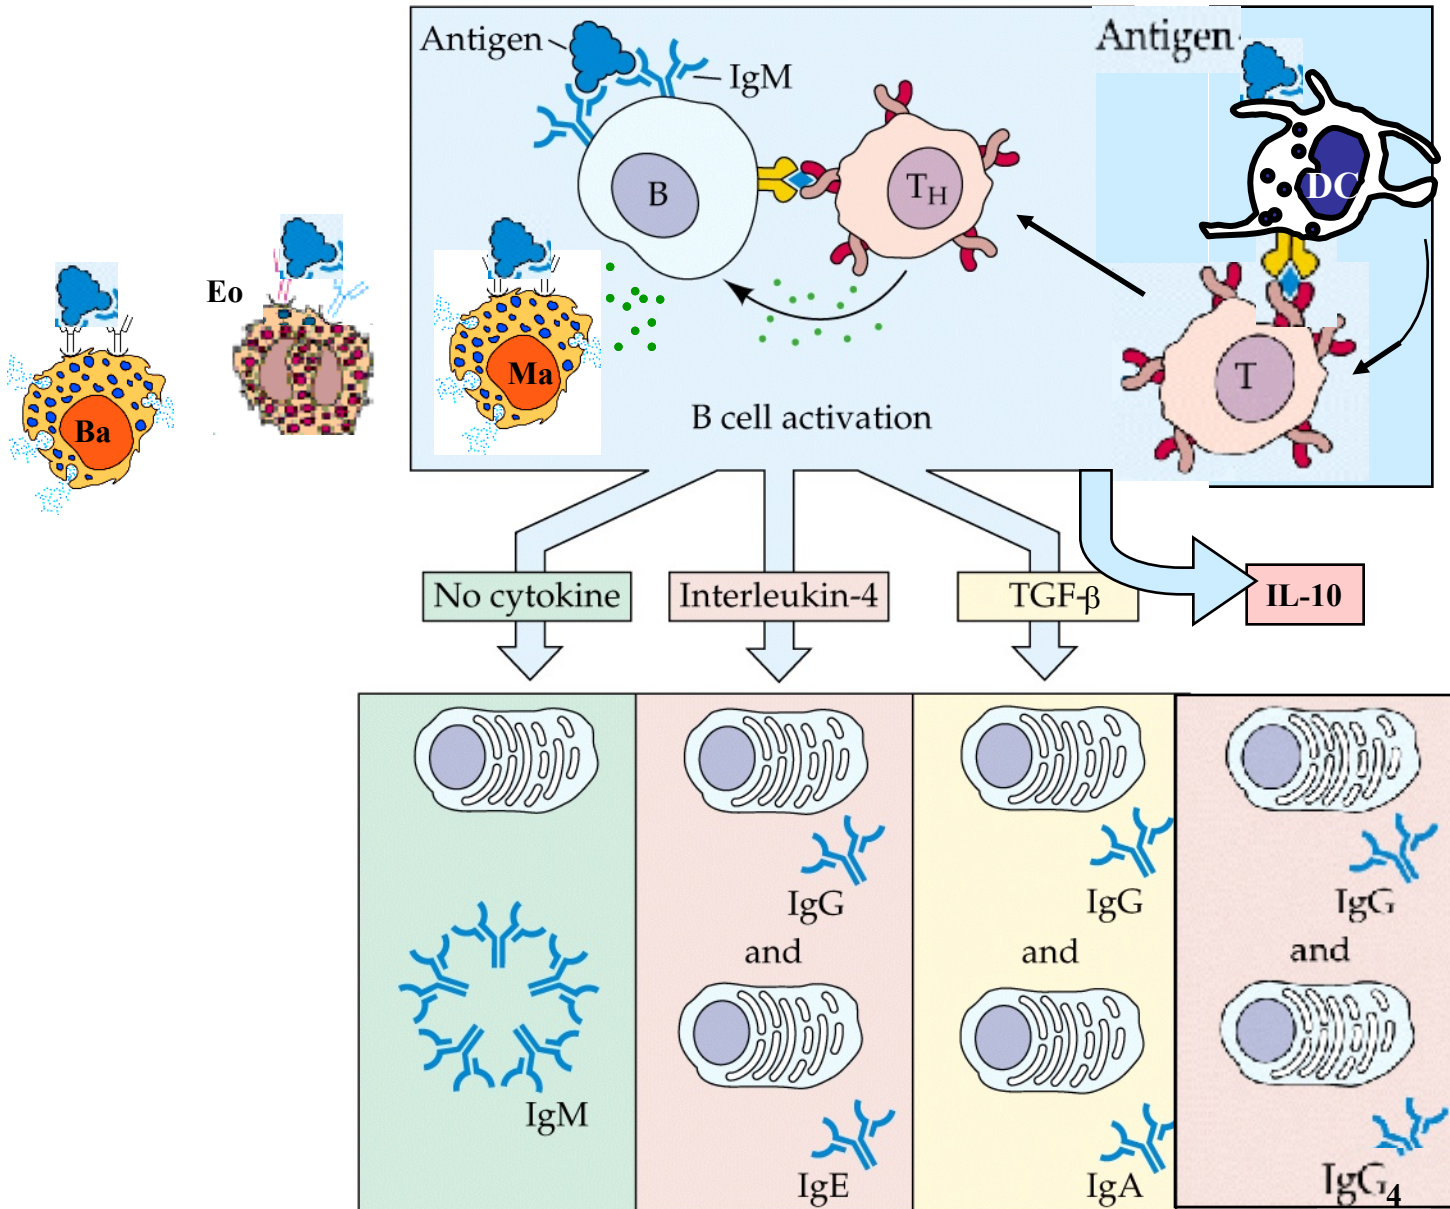 Antigen
IgM
Antigen
DC
B
T_H
Eo
Ma
T
Ba
B cell activation
No cytokine
Interleukin-4
TGF-β
IL-10
IgG
IgG
IgG
and
and
and
IgM
IgE
IgA
IgG₄